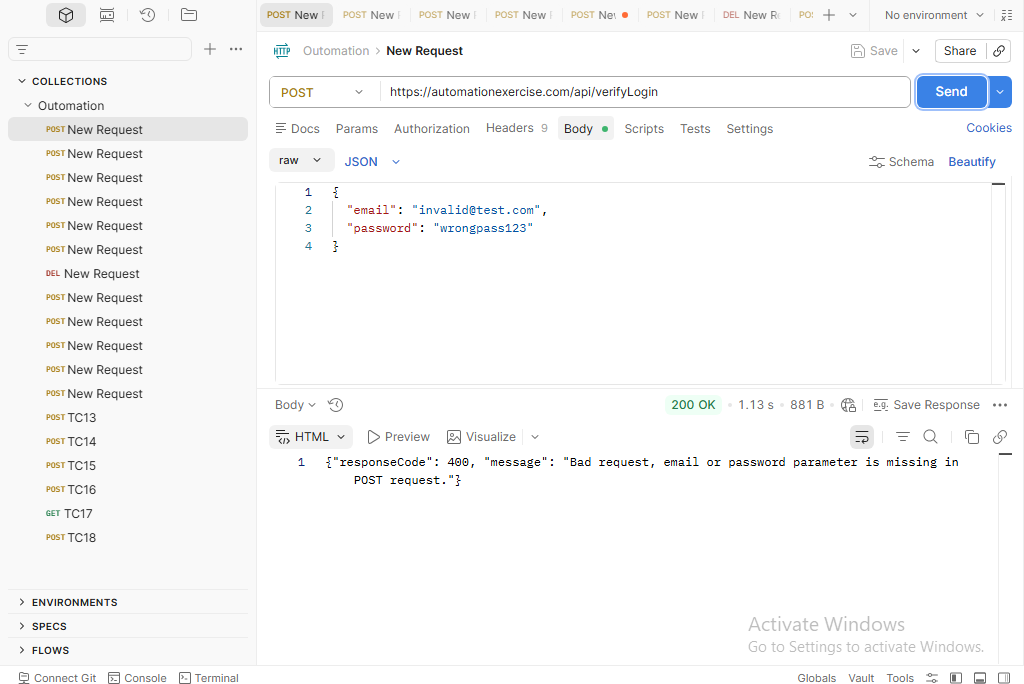 POST New
POST New
POST New
POST New
POST Ne
POST New
DEL New R
PO
No environment
Outomation > New Request
Save
Share
POST
https://automationexercise.com/api/verifyLogin
Send
Docs Params Authorization Headers 9 Body Scripts Tests Settings
Cookies
raw
JSON
Schema
Beautify
1 {
2 "email": "invalid@test.com",
3 "password": "wrongpass123"
4 }
COLLECTIONS
Outomation
POST New Request
POST New Request
POST New Request
POST New Request
POST New Request
POST New Request
DEL New Request
POST New Request
POST New Request
POST New Request
POST New Request
POST New Request
POST TC13
POST TC14
POST TC15
POST TC16
GET TC17
POST TC18
ENVIRONMENTS
SPECS
FLOWS
Body
200 OK • 1.13 s • 881 B
e.g. Save Response
HTML
Preview
Visualize
1 {"responseCode": 400, "message": "Bad request, email or password parameter is missing in
POST request."}
Activate Windows
Go to Settings to activate Windows.
Connect Git
Console
Terminal
Globals
Vault
Tools